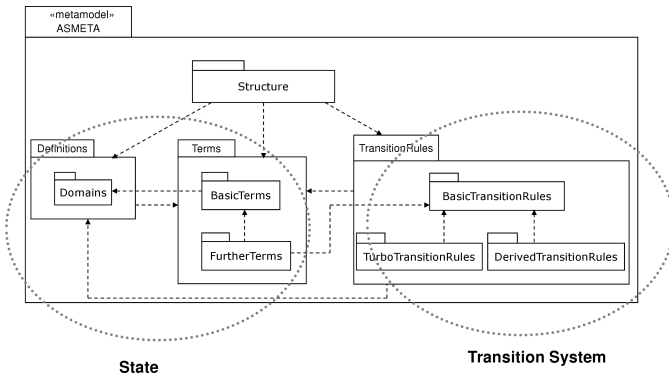 «metamodel»
ASMETA
Structure
Definitions
Terms
TransitionRules
Domains
BasicTerms
BasicTransitionRules
FurtherTerms
TurboTransitionRules
DerivedTransitionRules
State
Transition System